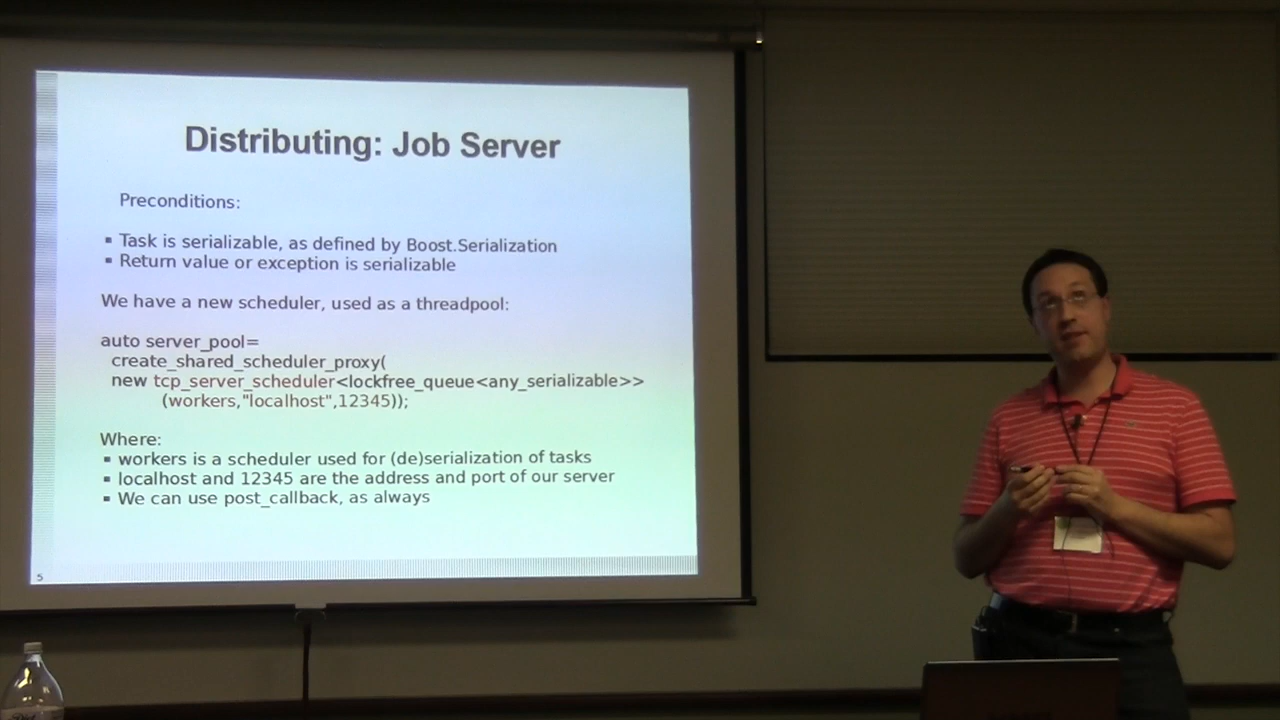 Distributing: Job Server
Preconditions:
▪ Task is serializable, as defined by Boost.Serialization
▪ Return value or exception is serializable
We have a new scheduler, used as a threadpool:
auto server_pool=
create_shared_scheduler_proxy(
new tcp_server_scheduler<lockfree_queue<any_serializable>>
(workers,"localhost",12345));
Where:
▪ workers is a scheduler used for (de)serialization of tasks
▪ localhost and 12345 are the address and port of our server
▪ We can use post_callback, as always
5